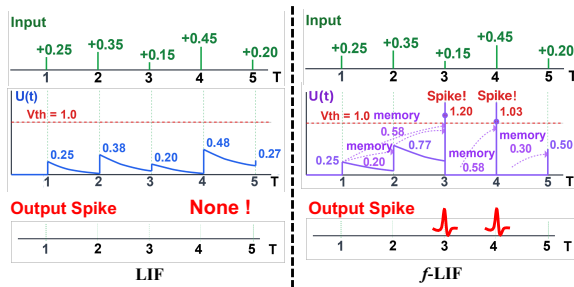 Input
+0.25
+0.35
+0.15
+0.45
+0.20
1 2 3 4 5 T
U(t)
Vth = 1.0
0.25
0.38
0.20
0.48
0.27
1 2 3 4 5 T
Output Spike
None !
1 2 3 4 5 T
LIF
Input
+0.25
+0.35
+0.15
+0.45
+0.20
1 2 3 4 5 T
U(t)
Spike!
Spike!
Vth = 1.0
memory
0.58
1.20
1.03
0.25
memory
0.20
0.77
memory
0.58
memory
0.30
0.50
1 2 3 4 5 T
Output Spike
1 2 3 4 5 T
f-LIF